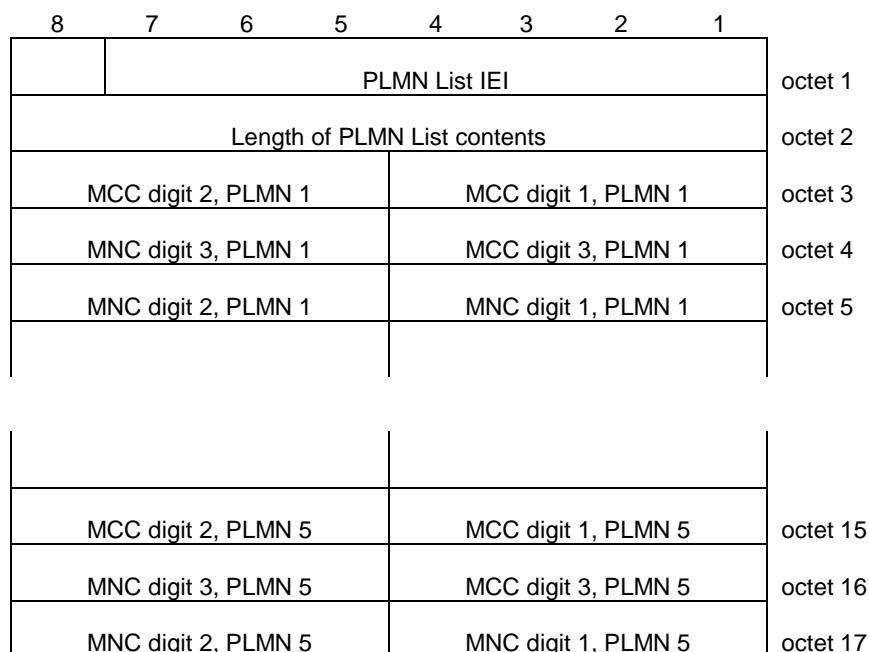 8 7 6 5 4 3 2 1
PLMN List IEI octet 1
Length of PLMN List contents octet 2
MCC digit 2, PLMN 1 MCC digit 1, PLMN 1 octet 3
MNC digit 3, PLMN 1 MCC digit 3, PLMN 1 octet 4
MNC digit 2, PLMN 1 MNC digit 1, PLMN 1 octet 5
MCC digit 2, PLMN 5 MCC digit 1, PLMN 5 octet 15
MNC digit 3, PLMN 5 MCC digit 3, PLMN 5 octet 16
MNC digit 2, PLMN 5 MNC digit 1, PLMN 5 octet 17